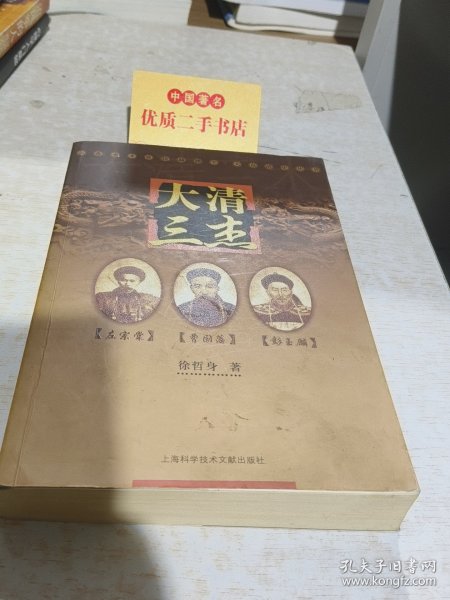 中国著名
优质二手书店
大清
三杰
【左宗棠】
【曾国藩】
【彭玉麟】
徐哲身 著
上海科学技术文献出版社
孔夫子旧书网
www.kongfz.com